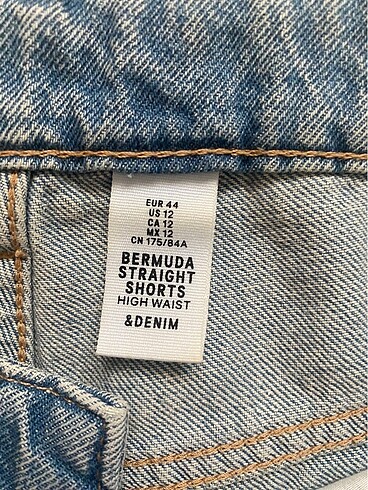 EUR 44
US 12
CA 12
MX 12
CN 175/84A
BERMUDA
STRAIGHT
SHORTS
HIGH WAIST
&DENIM